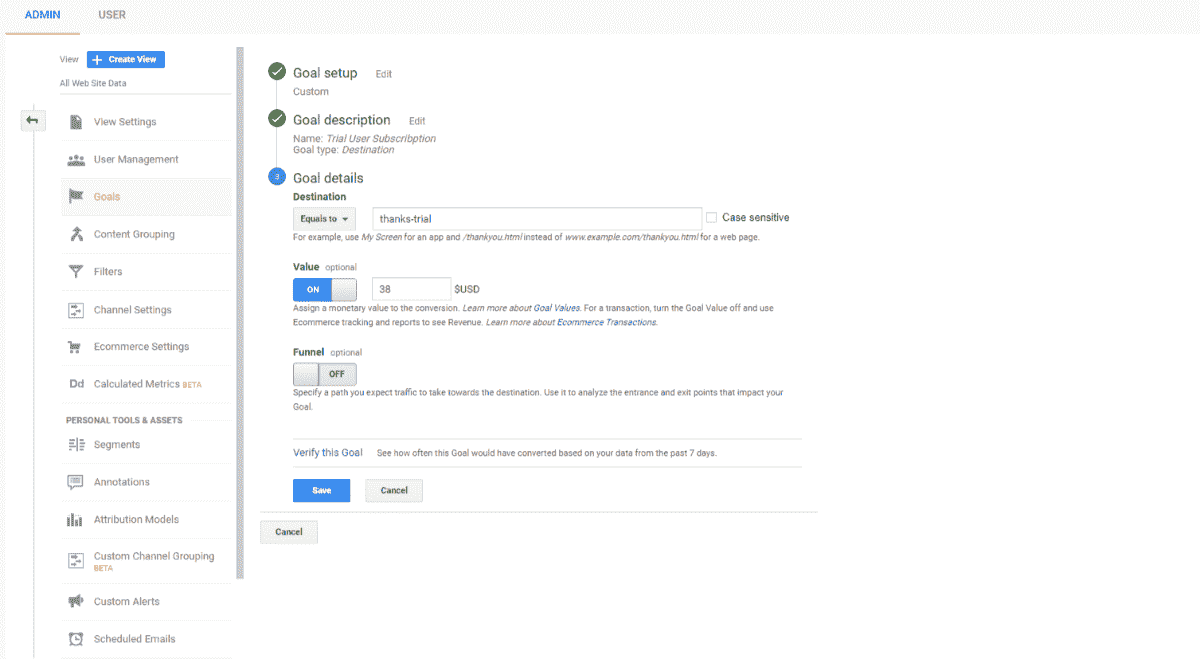 ADMIN USER
View + Create View
All Web Site Data
View Settings
User Management
Goals
Content Grouping
Filters
Channel Settings
Ecommerce Settings
Dd Calculated Metrics BETA
PERSONAL TOOLS & ASSETS
Segments
Annotations
Attribution Models
Custom Channel Grouping
BETA
Custom Alerts
Scheduled Emails
Goal setup Edit
Custom
Goal description Edit
Name: Trial User Subscribption
Goal type: Destination
3 Goal details
Destination
Equals to thanks-trial Case sensitive
For example, use My Screen for an app and /thankyou.html instead of www.example.com/thankyou.html for a web page.
Value optional
ON 38 $USD
Assign a monetary value to the conversion. Learn more about Goal Values. For a transaction, turn the Goal Value off and use
Ecommerce tracking and reports to see Revenue. Learn more about Ecommerce Transactions.
Funnel optional
OFF
Specify a path you expect traffic to take towards the destination. Use it to analyze the entrance and exit points that impact your
Goal.
Verify this Goal See how often this Goal would have converted based on your data from the past 7 days.
Save Cancel
Cancel